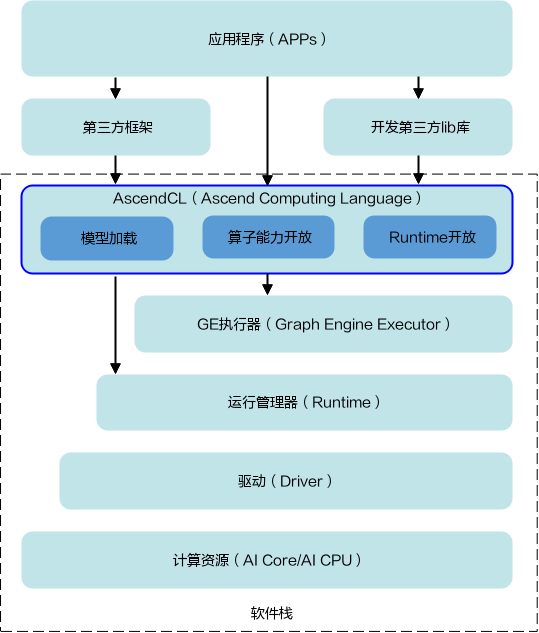 应用程序（APPs）
第三方框架
开发第三方lib库
AscendCL（Ascend Computing Language）
模型加载
算子能力开放
Runtime开放
GE执行器（Graph Engine Executor）
运行管理器（Runtime）
驱动（Driver）
计算资源（AI Core/AI CPU）
软件栈